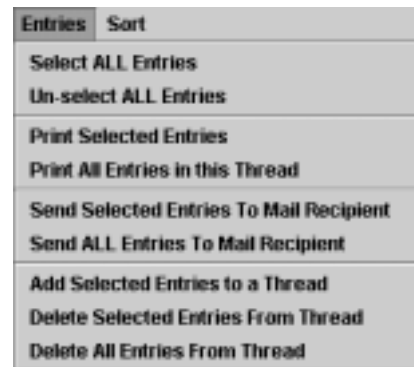 Entries Sort
Select ALL Entries
Un-select ALL Entries
Print Selected Entries
Print All Entries in this Thread
Send Selected Entries To Mail Recipient
Send ALL Entries To Mail Recipient
Add Selected Entries to a Thread
Delete Selected Entries From Thread
Delete All Entries From Thread